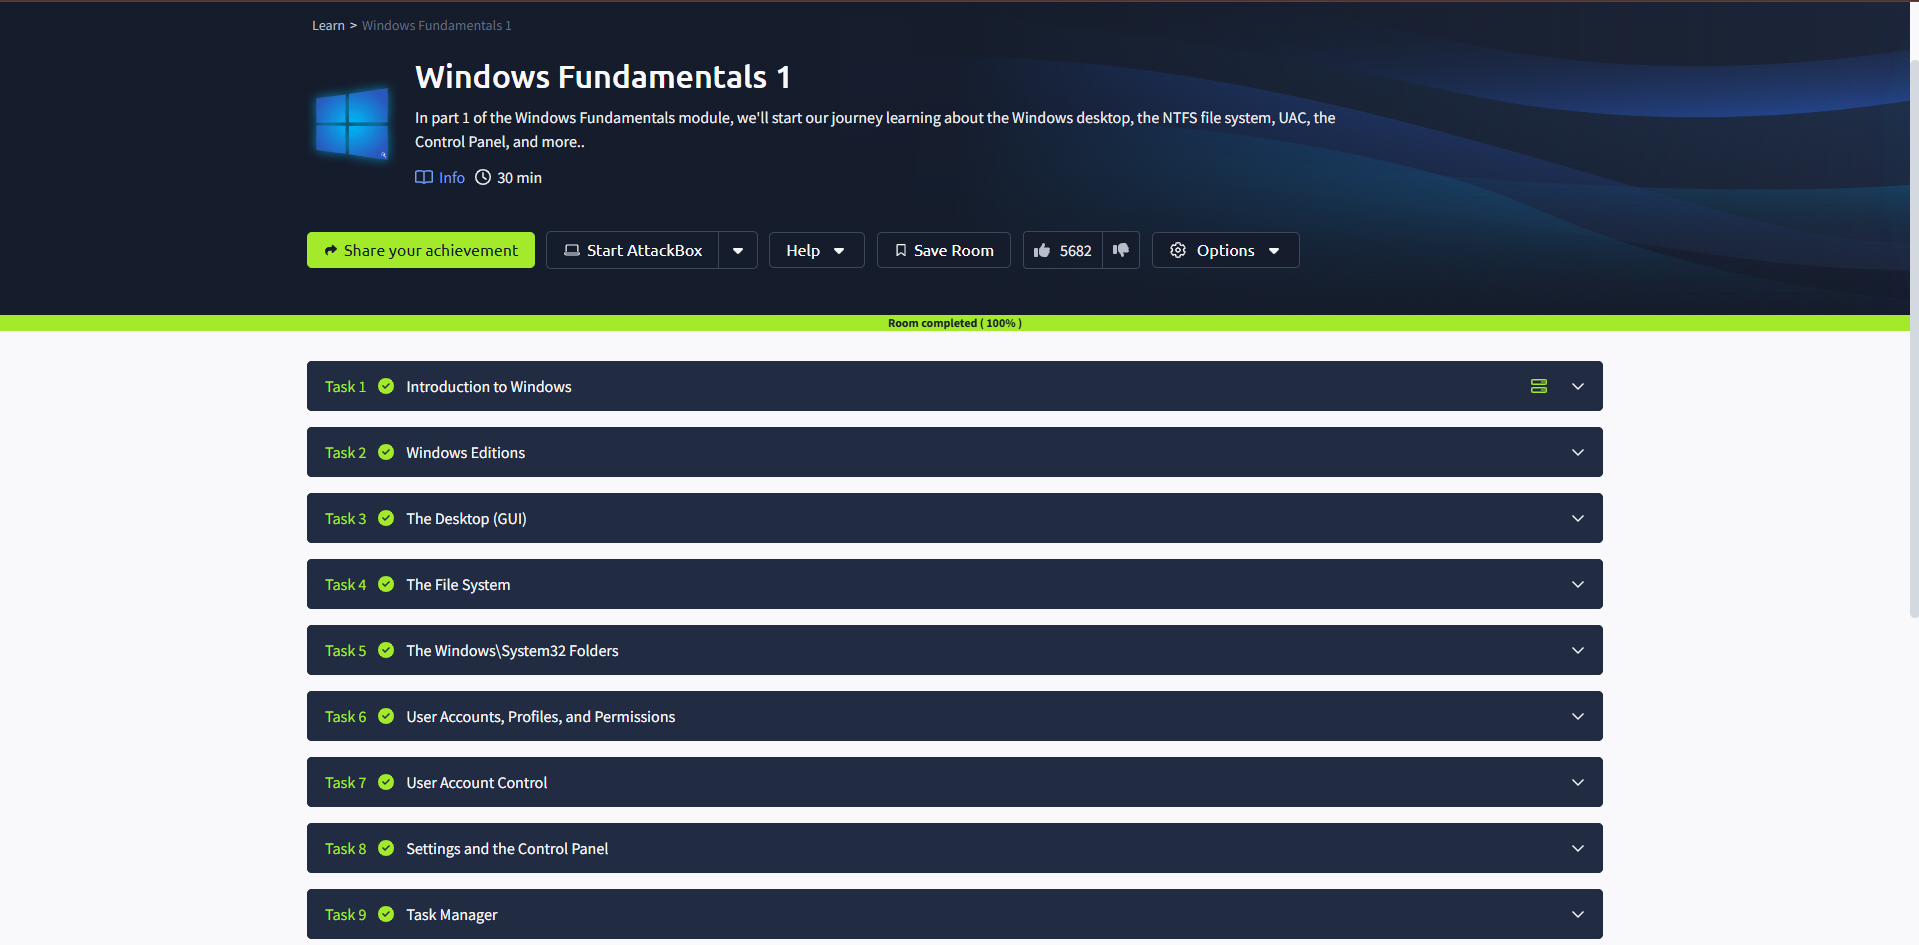 Learn > Windows Fundamentals 1
Windows Fundamentals 1
In part 1 of the Windows Fundamentals module, we'll start our journey learning about the Windows desktop, the NTFS file system, UAC, the
Control Panel, and more..
Info 30 min
Share your achievement Start AttackBox Help Save Room 5682 Options
Room completed ( 100% )
Task 1 Introduction to Windows
Task 2 Windows Editions
Task 3 The Desktop (GUI)
Task 4 The File System
Task 5 The Windows\System32 Folders
Task 6 User Accounts, Profiles, and Permissions
Task 7 User Account Control
Task 8 Settings and the Control Panel
Task 9 Task Manager